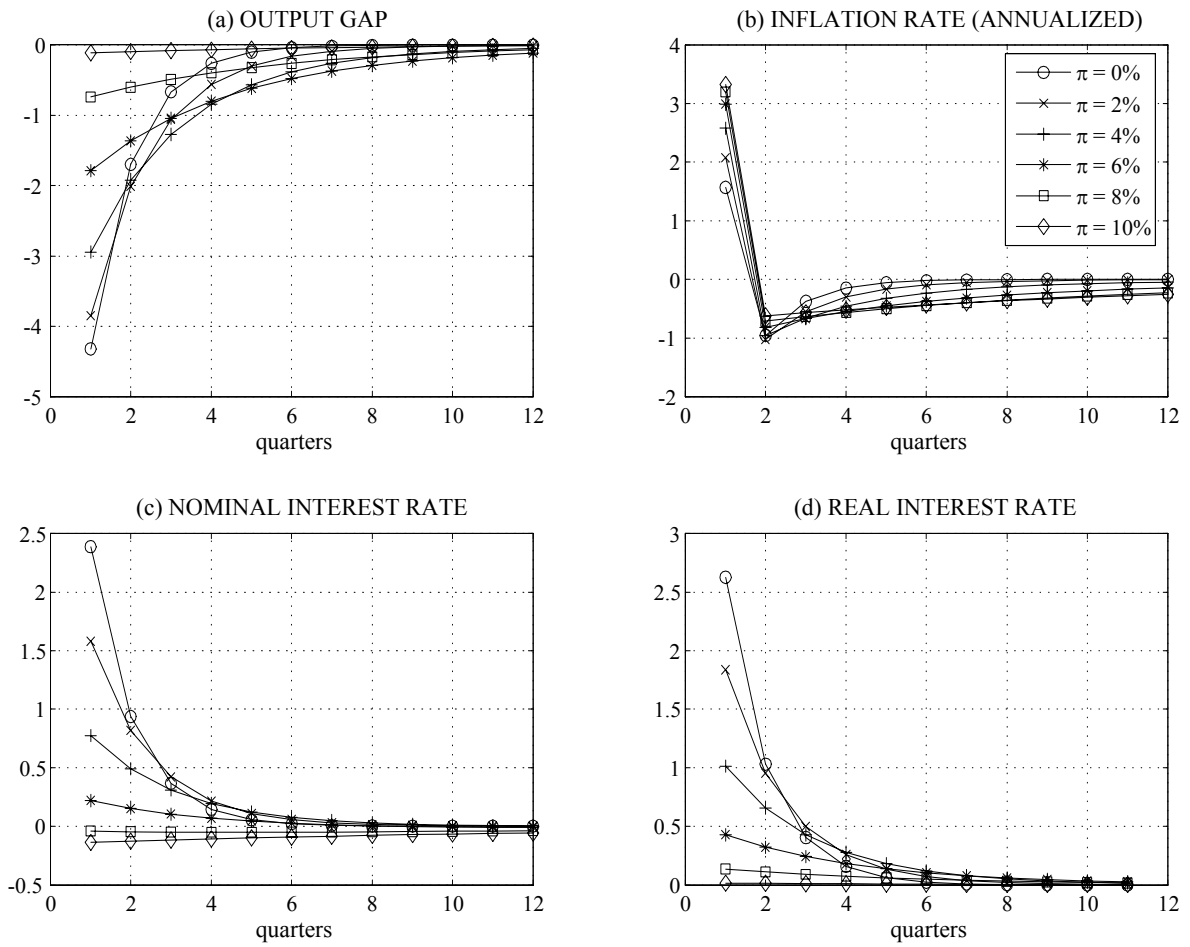 (a) OUTPUT GAP
0
-1
-2
-3
-4
-5
0 2 4 6 8 10 12
quarters
(b) INFLATION RATE (ANNUALIZED)
4
3
2
1
0
-1
-2
0 2 4 6 8 10 12
quarters
π = 0%
π = 2%
π = 4%
π = 6%
π = 8%
π = 10%
(c) NOMINAL INTEREST RATE
2.5
2
1.5
1
0.5
0
-0.5
0 2 4 6 8 10 12
quarters
(d) REAL INTEREST RATE
3
2.5
2
1.5
1
0.5
0
0 2 4 6 8 10 12
quarters